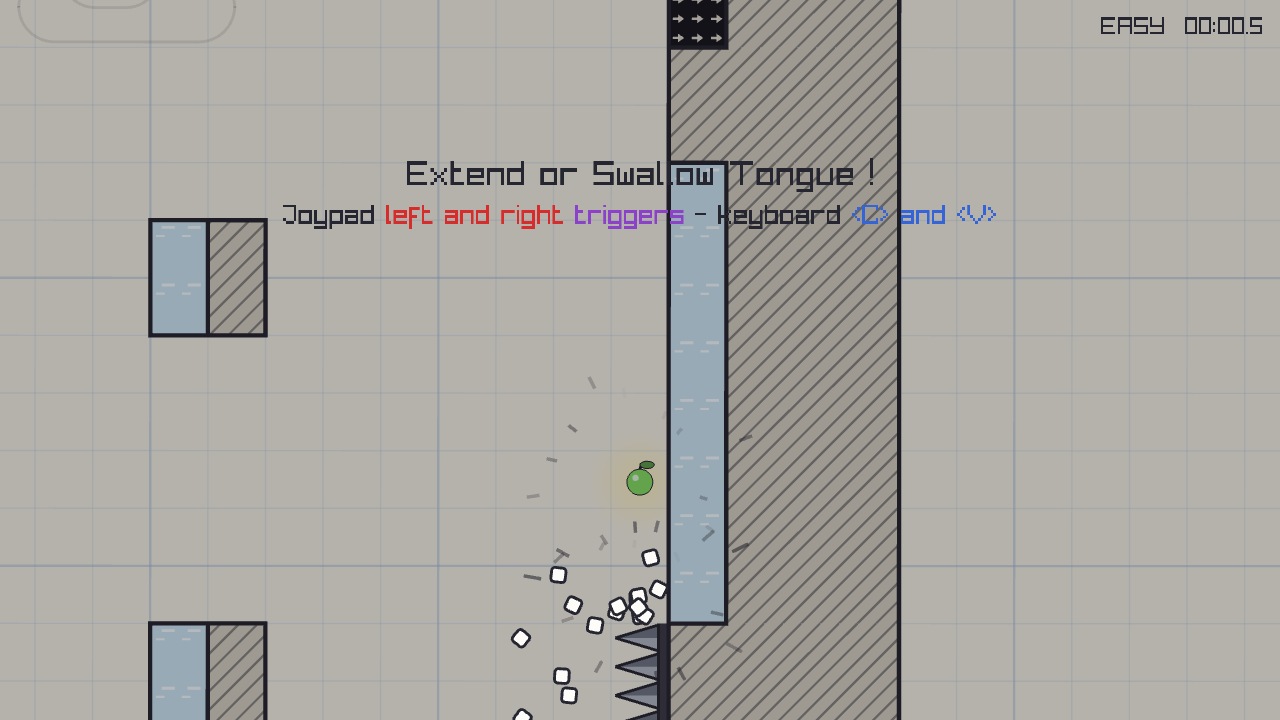 EASY 00:00.5
Extend or Swallow Tongue !
Joypad left and right triggers - Keyboard <C> and <V>